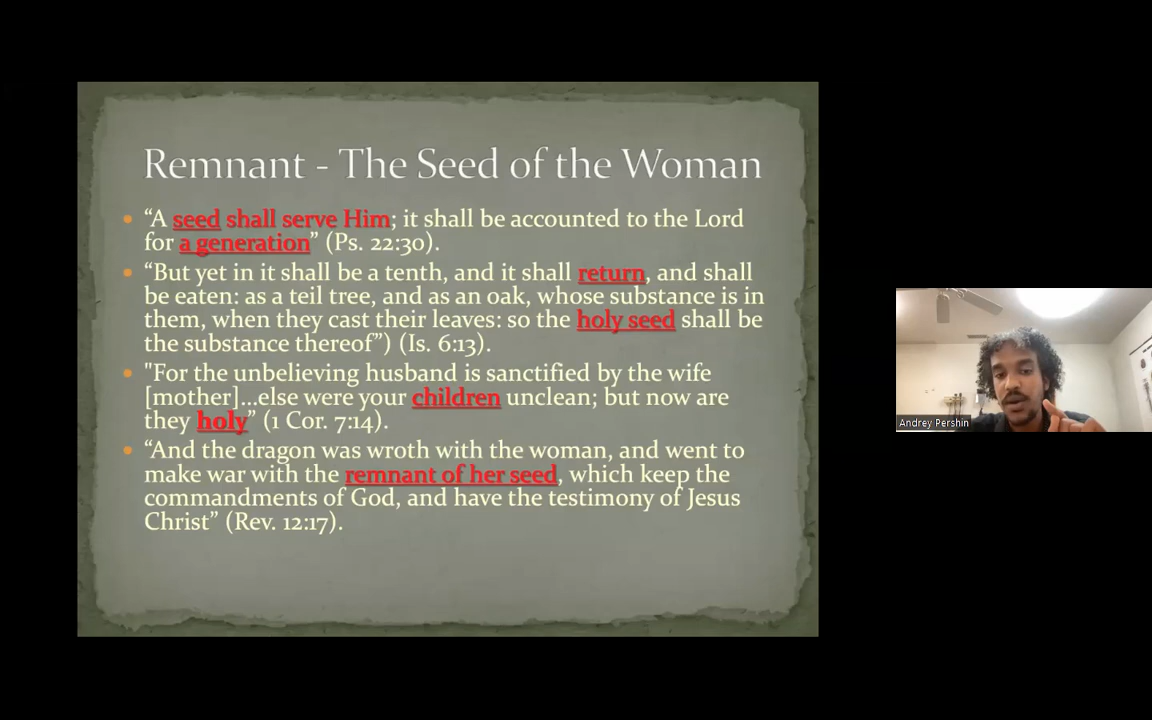 Remnant - The Seed of the Woman
“A seed shall serve Him; it shall be accounted to the Lord
for a generation” (Ps. 22:30).
“But yet in it shall be a tenth, and it shall return, and shall
be eaten: as a teil tree, and as an oak, whose substance is in
them, when they cast their leaves: so the holy seed shall be
the substance thereof”) (Is. 6:13).
"For the unbelieving husband is sanctified by the wife
[mother]...else were your children unclean; but now are
they holy” (1 Cor. 7:14).
“And the dragon was wroth with the woman, and went to
make war with the remnant of her seed, which keep the
commandments of God, and have the testimony of Jesus
Christ” (Rev. 12:17).
Andrey Pershin